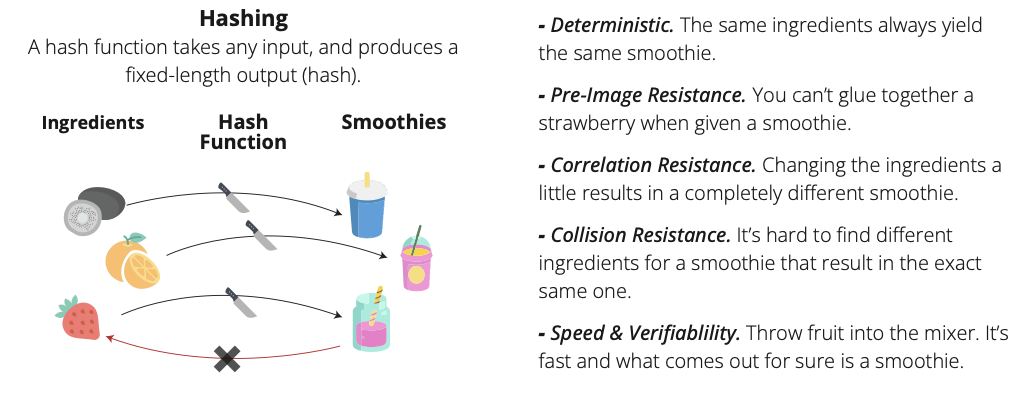 Hashing
A hash function takes any input, and produces a
fixed-length output (hash).
Ingredients
Hash
Function
Smoothies
- Deterministic. The same ingredients always yield
the same smoothie.
- Pre-Image Resistance. You can’t glue together a
strawberry when given a smoothie.
- Correlation Resistance. Changing the ingredients a
little results in a completely different smoothie.
- Collision Resistance. It’s hard to find different
ingredients for a smoothie that result in the exact
same one.
- Speed & Verifiablility. Throw fruit into the mixer. It’s
fast and what comes out for sure is a smoothie.